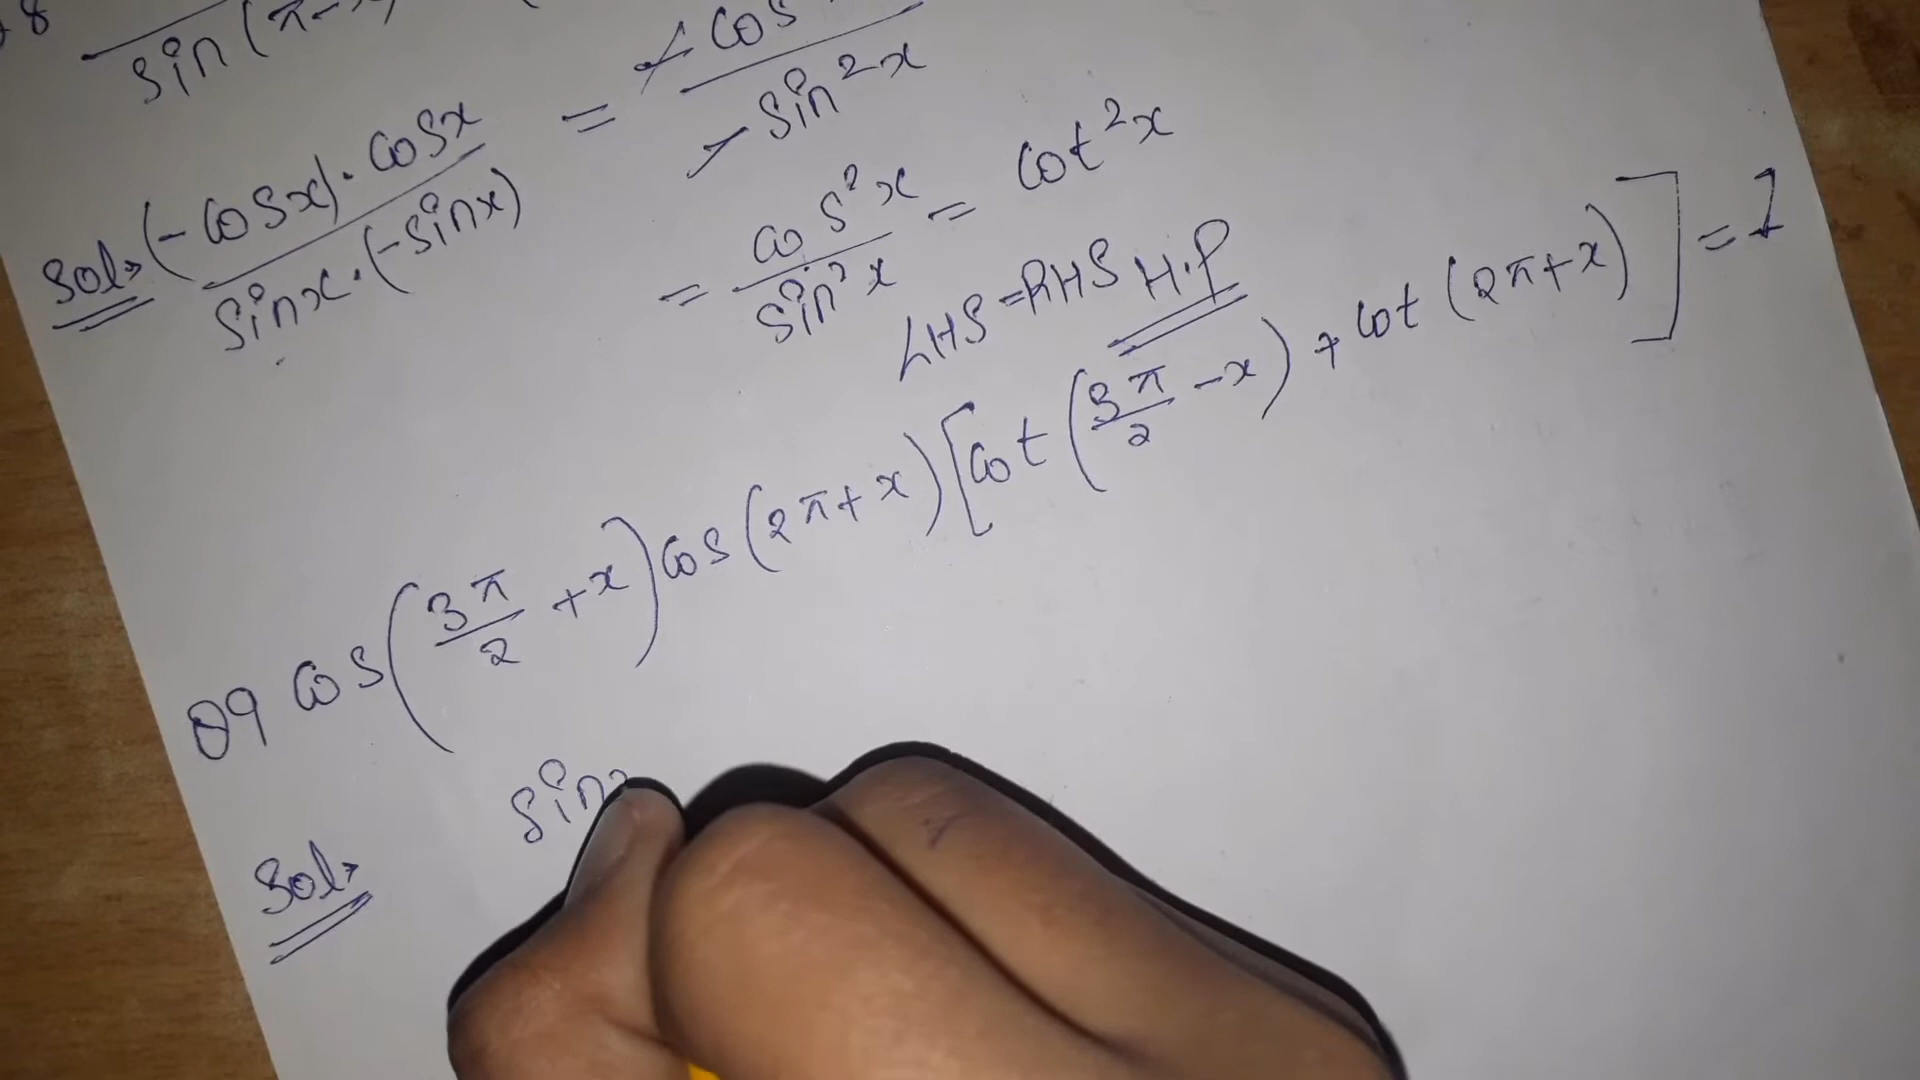 8
sin(π-x)
Sol> (-cosx).cosx / sinx.(-sinx) = -cos / -sin²x
= cos²x / sin²x = cot²x
LHS=RHS H.P
Q9 cos(3π/2 +x)cos(2π+x)[cot(3π/2 -x)+cot(2π+x)]=1
Sol> sin